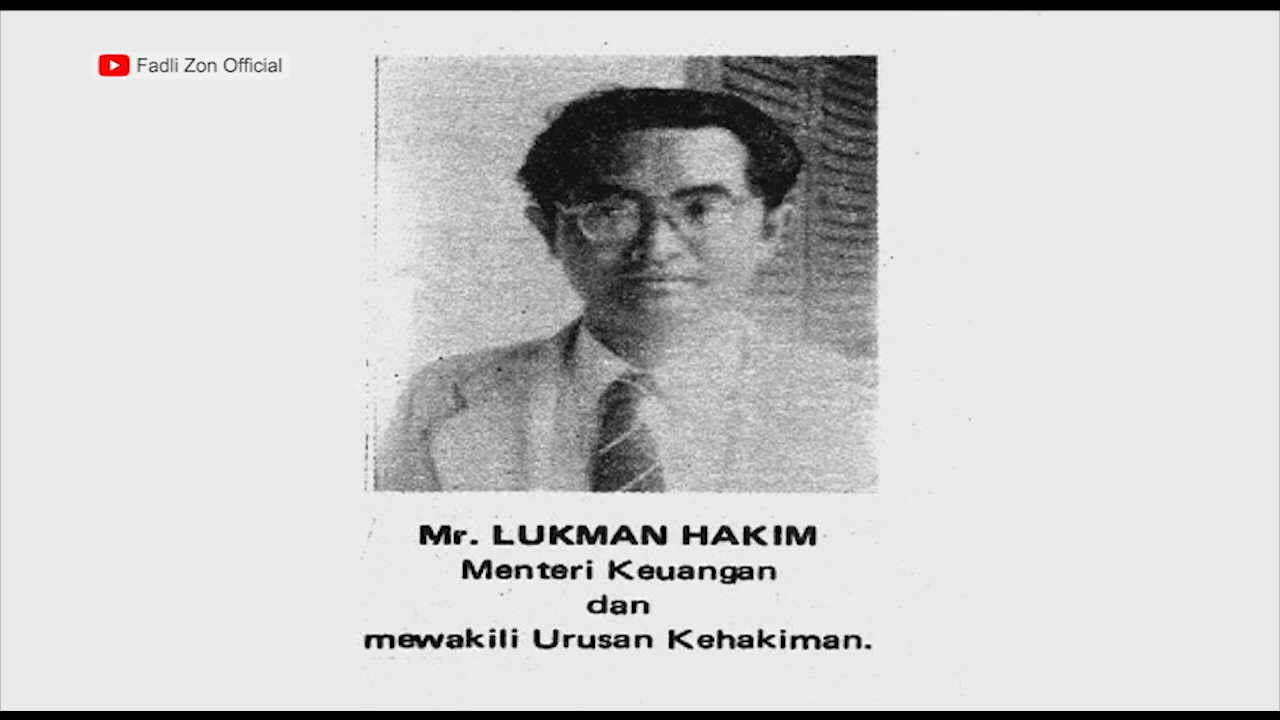 Fadli Zon Official
Mr. LUKMAN HAKIM
Menteri Keuangan
dan
mewakili Urusan Kehakiman.